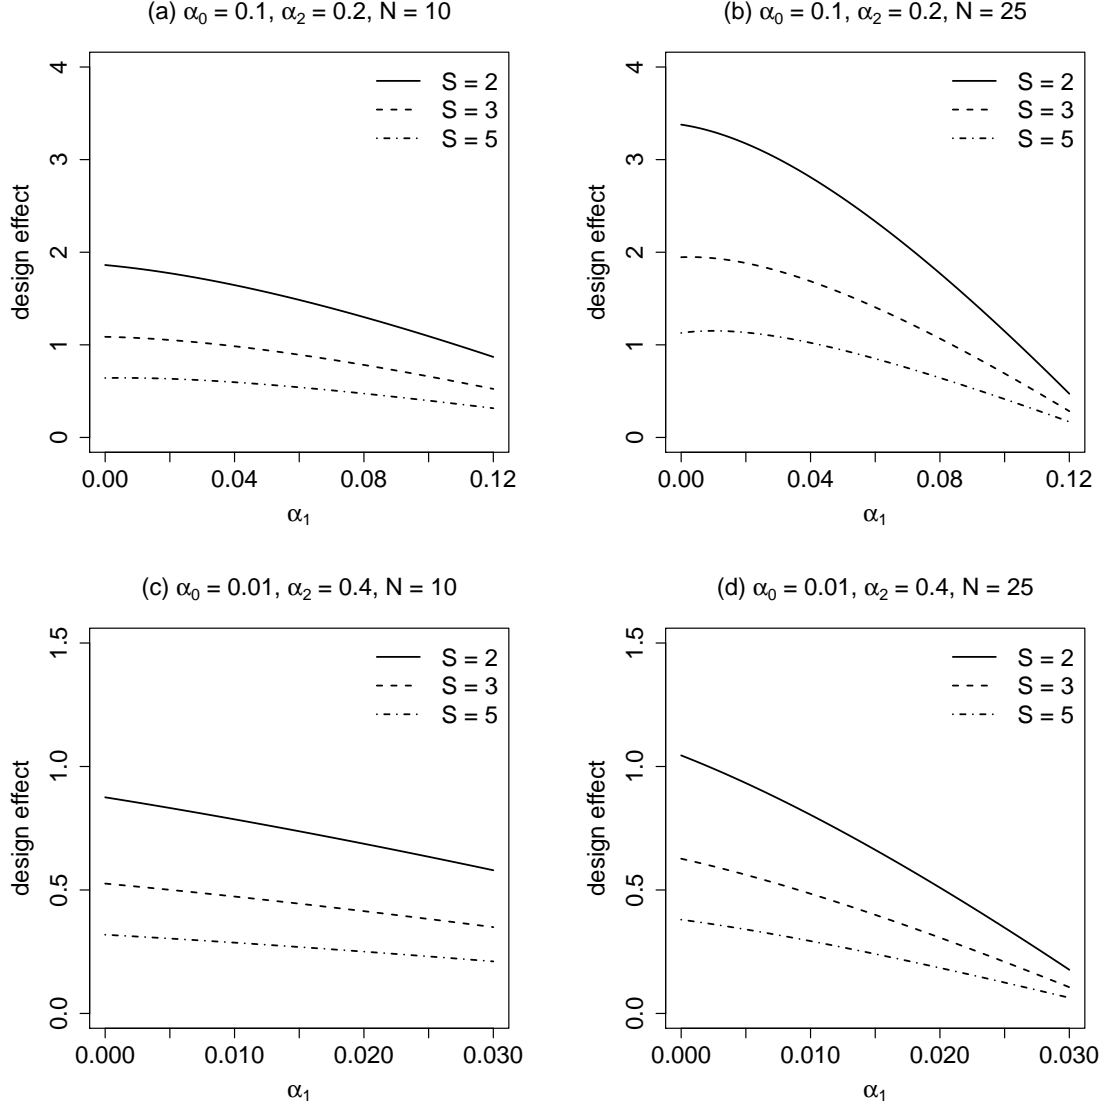 (a) α₀ = 0.1, α₂ = 0.2, N = 10
design effect
4
3
2
1
0
S = 2
S = 3
S = 5
0.00
0.04
0.08
0.12
α₁
(b) α₀ = 0.1, α₂ = 0.2, N = 25
design effect
4
3
2
1
0
S = 2
S = 3
S = 5
0.00
0.04
0.08
0.12
α₁
(c) α₀ = 0.01, α₂ = 0.4, N = 10
design effect
1.5
1.0
0.5
0.0
S = 2
S = 3
S = 5
0.000
0.010
0.020
0.030
α₁
(d) α₀ = 0.01, α₂ = 0.4, N = 25
design effect
1.5
1.0
0.5
0.0
S = 2
S = 3
S = 5
0.000
0.010
0.020
0.030
α₁